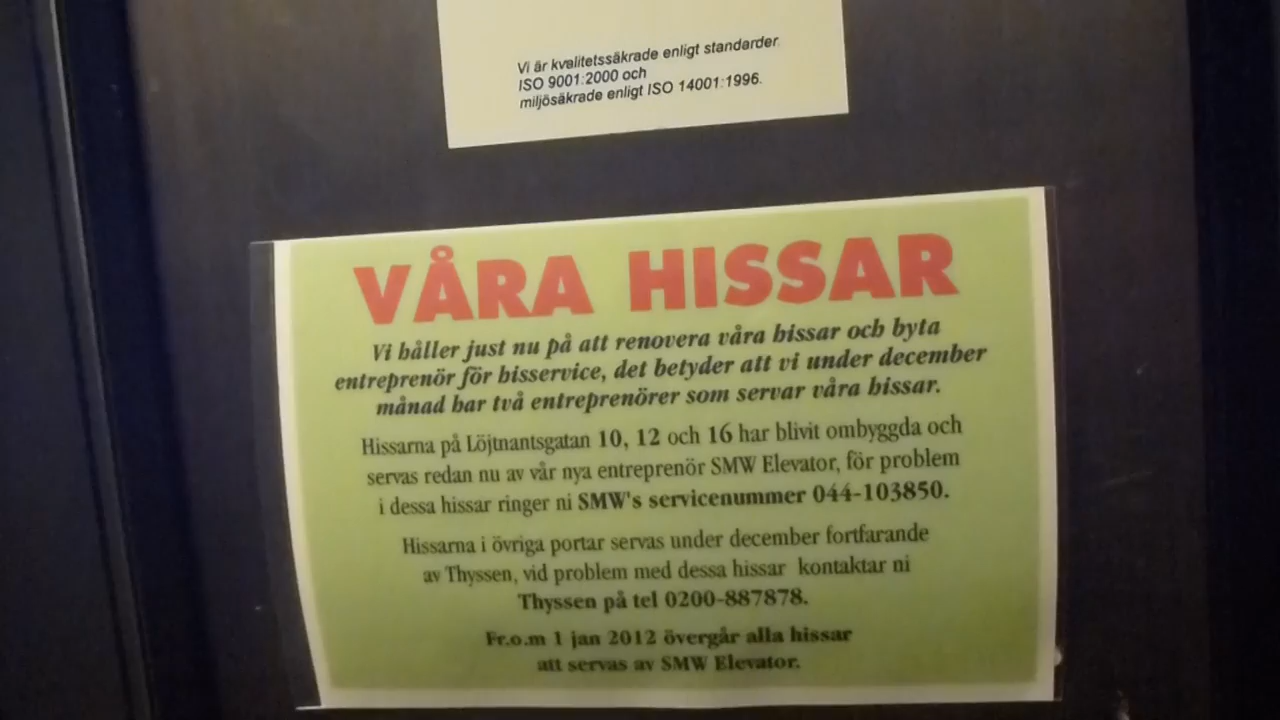 Vi är kvalitetssäkrade enligt standarder
ISO 9001:2000 och
miljösäkrade enligt ISO 14001:1996.
VÅRA HISSAR
Vi håller just nu på att renovera våra hissar och byta
entreprenör för hisservice, det betyder att vi under december
månad har två entreprenörer som servar våra hissar.
Hissarna på Löjtnantsgatan 10, 12 och 16 har blivit ombyggda och
servas redan nu av vår nya entreprenör SMW Elevator, för problem
i dessa hissar ringer ni SMW's servicenummer 044-103850.
Hissarna i övriga portar servas under december fortfarande
av Thyssen, vid problem med dessa hissar kontaktar ni
Thyssen på tel 0200-887878.
Fr.o.m 1 jan 2012 övergår alla hissar
att servas av SMW Elevator.